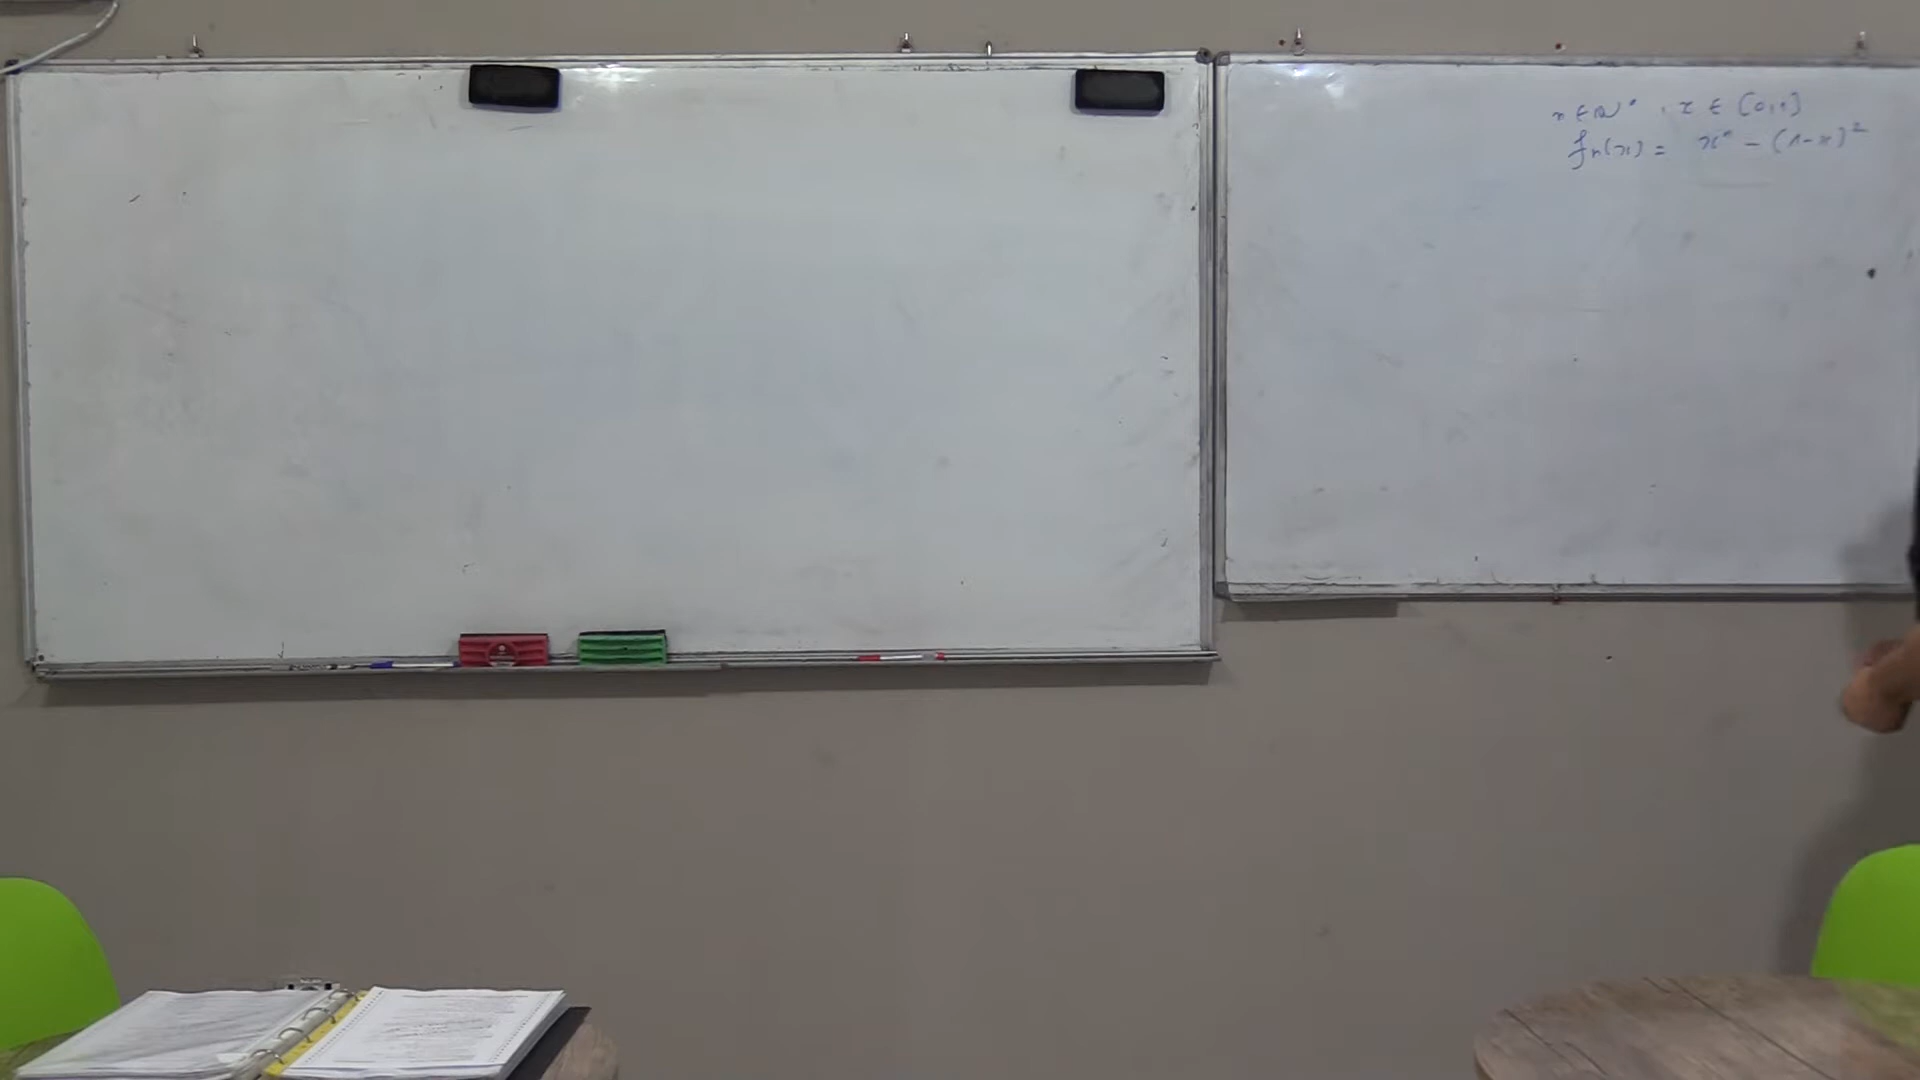 n ∈ ℕ* , x ∈ [0,1]
fn(x) = xⁿ - (1-x)²